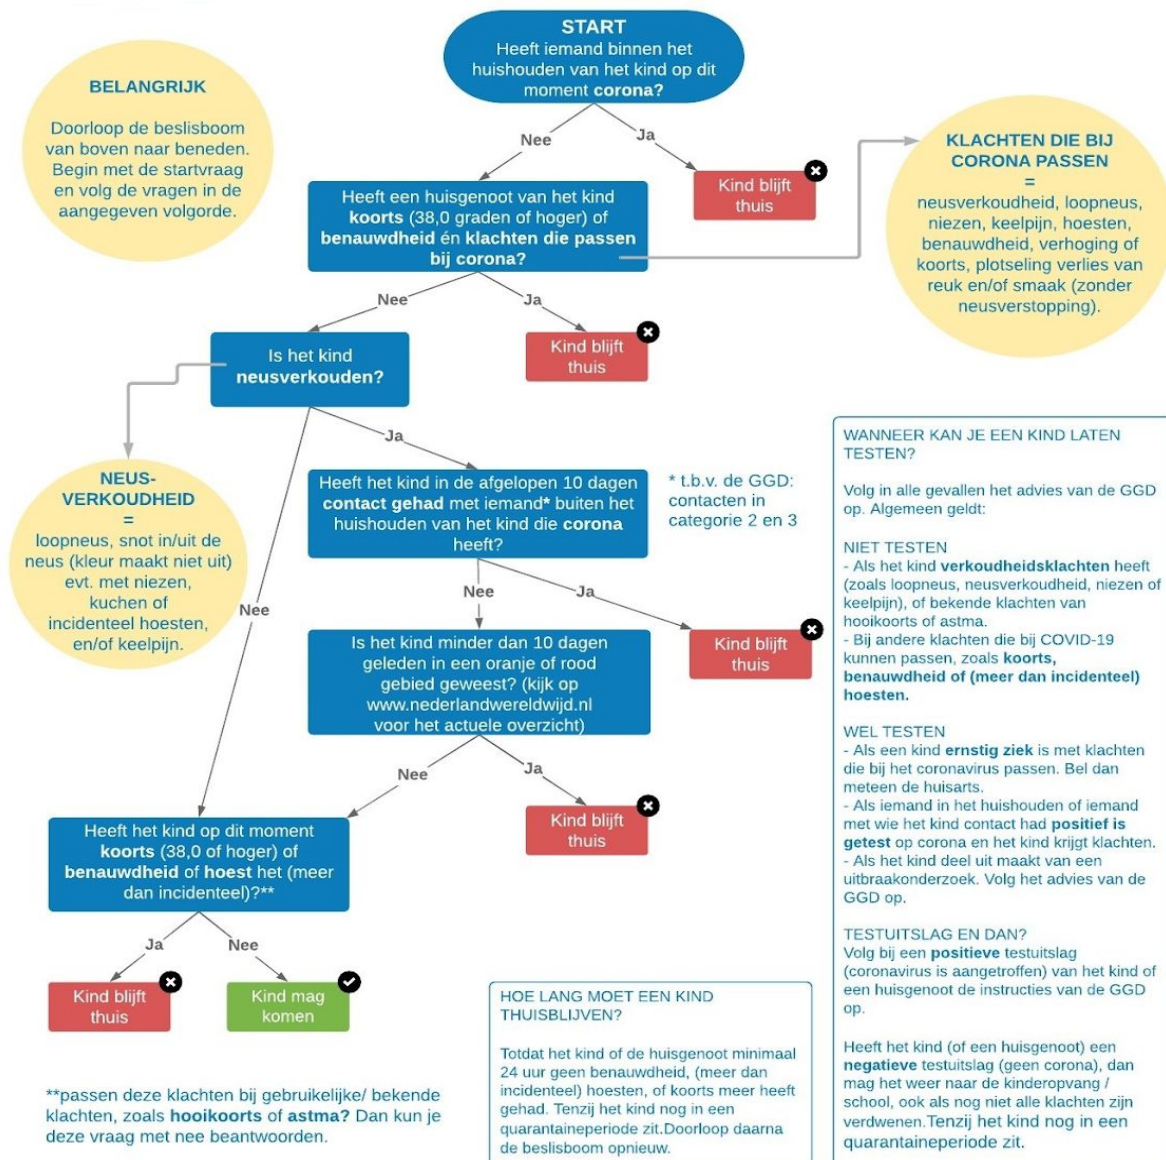 START
Heeft iemand binnen het
huishouden van het kind op dit
moment corona?
BELANGRIJK
Doorloop de beslisboom
van boven naar beneden.
Begin met de startvraag
en volg de vragen in de
aangegeven volgorde.
Nee
Ja
Kind blijft
thuis
KLACHTEN DIE BIJ
CORONA PASSEN
=
neusverkoudheid, loopneus,
niezen, keelpijn, hoesten,
benauwdheid, verhoging of
koorts, plotseling verlies van
reuk en/of smaak (zonder
neusverstopping).
Heeft een huisgenoot van het kind
koorts (38,0 graden of hoger) of
benauwdheid én klachten die passen
bij corona?
Nee
Ja
Kind blijft
thuis
Is het kind
neusverkouden?
Ja
Nee
NEUS-
VERKOUDHEID
=
loopneus, snot in/uit de
neus (kleur maakt niet uit)
evt. met niezen,
kuchen of
incidenteel hoesten,
en/of keelpijn.
Heeft het kind in de afgelopen 10 dagen
contact gehad met iemand* buiten het
huishouden van het kind die corona
heeft?
* t.b.v. de GGD:
contacten in
categorie 2 en 3
Nee
Ja
Kind blijft
thuis
Is het kind minder dan 10 dagen
geleden in een oranje of rood
gebied geweest? (kijk op
www.nederlandwereldwijd.nl
voor het actuele overzicht)
Nee
Ja
Kind blijft
thuis
Heeft het kind op dit moment
koorts (38,0 of hoger) of
benauwdheid of hoest het (meer
dan incidenteel)?**
Ja
Nee
Kind blijft
thuis
Kind mag
komen
**passen deze klachten bij gebruikelijke/ bekende
klachten, zoals hooikoorts of astma? Dan kun je
deze vraag met nee beantwoorden.
HOE LANG MOET EEN KIND
THUISBLIJVEN?
Totdat het kind of de huisgenoot minimaal
24 uur geen benauwdheid, (meer dan
incidenteel) hoesten, of koorts meer heeft
gehad. Tenzij het kind nog in een
quarantaineperiode zit.Doorloop daarna
de beslisboom opnieuw.
WANNEER KAN JE EEN KIND LATEN
TESTEN?
Volg in alle gevallen het advies van de GGD
op. Algemeen geldt:
NIET TESTEN
- Als het kind verkoudheidsklachten heeft
(zoals loopneus, neusverkoudheid, niezen of
keelpijn), of bekende klachten van
hooikoorts of astma.
- Bij andere klachten die bij COVID-19
kunnen passen, zoals koorts,
benauwdheid of (meer dan incidenteel)
hoesten.
WEL TESTEN
- Als een kind ernstig ziek is met klachten
die bij het coronavirus passen. Bel dan
meteen de huisarts.
- Als iemand in het huishouden of iemand
met wie het kind contact had positief is
getest op corona en het kind krijgt klachten.
- Als het kind deel uit maakt van een
uitbraakonderzoek. Volg het advies van de
GGD op.
TESTUITSLAG EN DAN?
Volg bij een positieve testuitslag
(coronavirus is aangetroffen) van het kind of
een huisgenoot de instructies van de GGD
op.
Heeft het kind (of een huisgenoot) een
negatieve testuitslag (geen corona), dan
mag het weer naar de kinderopvang /
school, ook als nog niet alle klachten zijn
verdwenen.Tenzij het kind nog in een
quarantaineperiode zit.